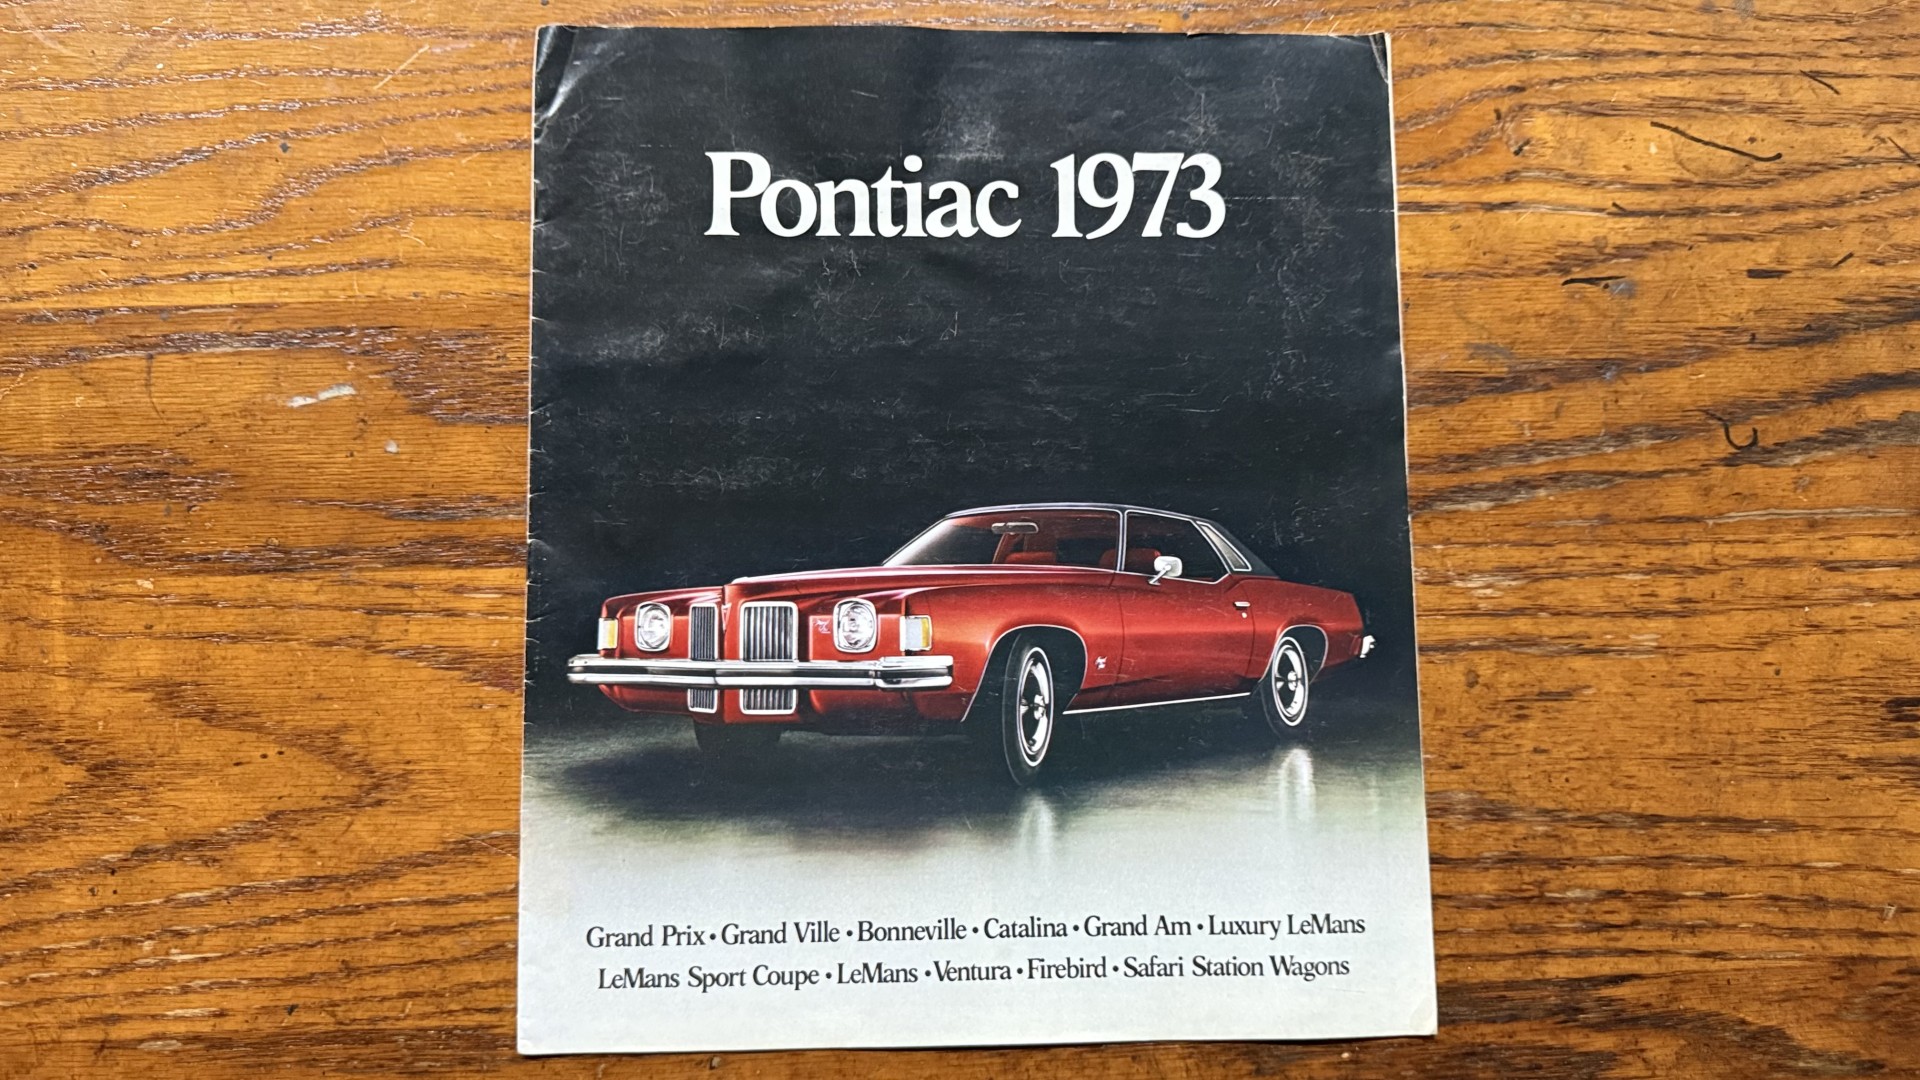 Pontiac 1973
Grand Prix • Grand Ville • Bonneville • Catalina • Grand Am • Luxury LeMans
LeMans Sport Coupe • LeMans • Ventura • Firebird • Safari Station Wagons